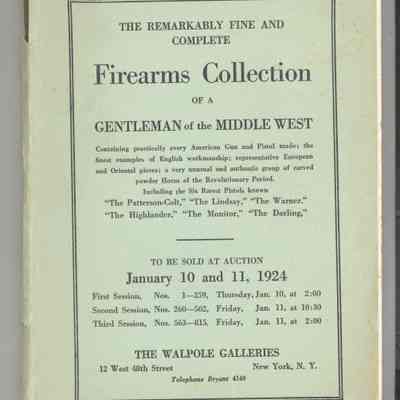 THE REMARKABLY FINE AND
COMPLETE
Firearms Collection
OF A
GENTLEMAN of the MIDDLE WEST
Containing practically every American Gun and Pistol made; the
finest examples of English workmanship; representative European
and Oriental pieces; a very unusual and authentic group of carved
powder Horns of the Revolutionary Period.
Including the Six Rarest Pistols known
"The Patterson-Colt," "The Lindsay," "The Warner,"
"The Highlander," "The Monitor," "The Darling,"
TO BE SOLD AT AUCTION
January 10 and 11, 1924
First Session, Nos. 1—259, Thursday, Jan. 10, at 2:00
Second Session, Nos. 260—562, Friday, Jan. 11, at 10:30
Third Session, Nos. 563—815, Friday, Jan. 11, at 2:00
THE WALPOLE GALLERIES
12 West 48th Street New York, N. Y.
Telephone Bryant 4140